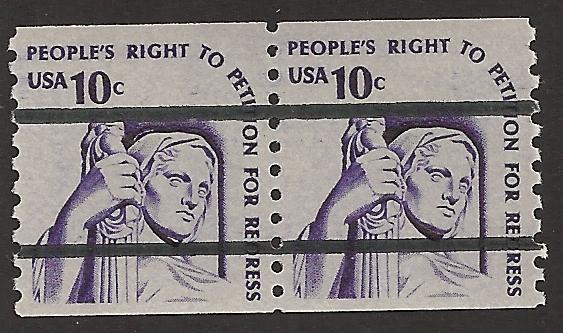 PEOPLE'S RIGHT TO PETITION FOR REDRESS
USA 10c
PEOPLE'S RIGHT TO PETITION FOR REDRESS
USA 10c